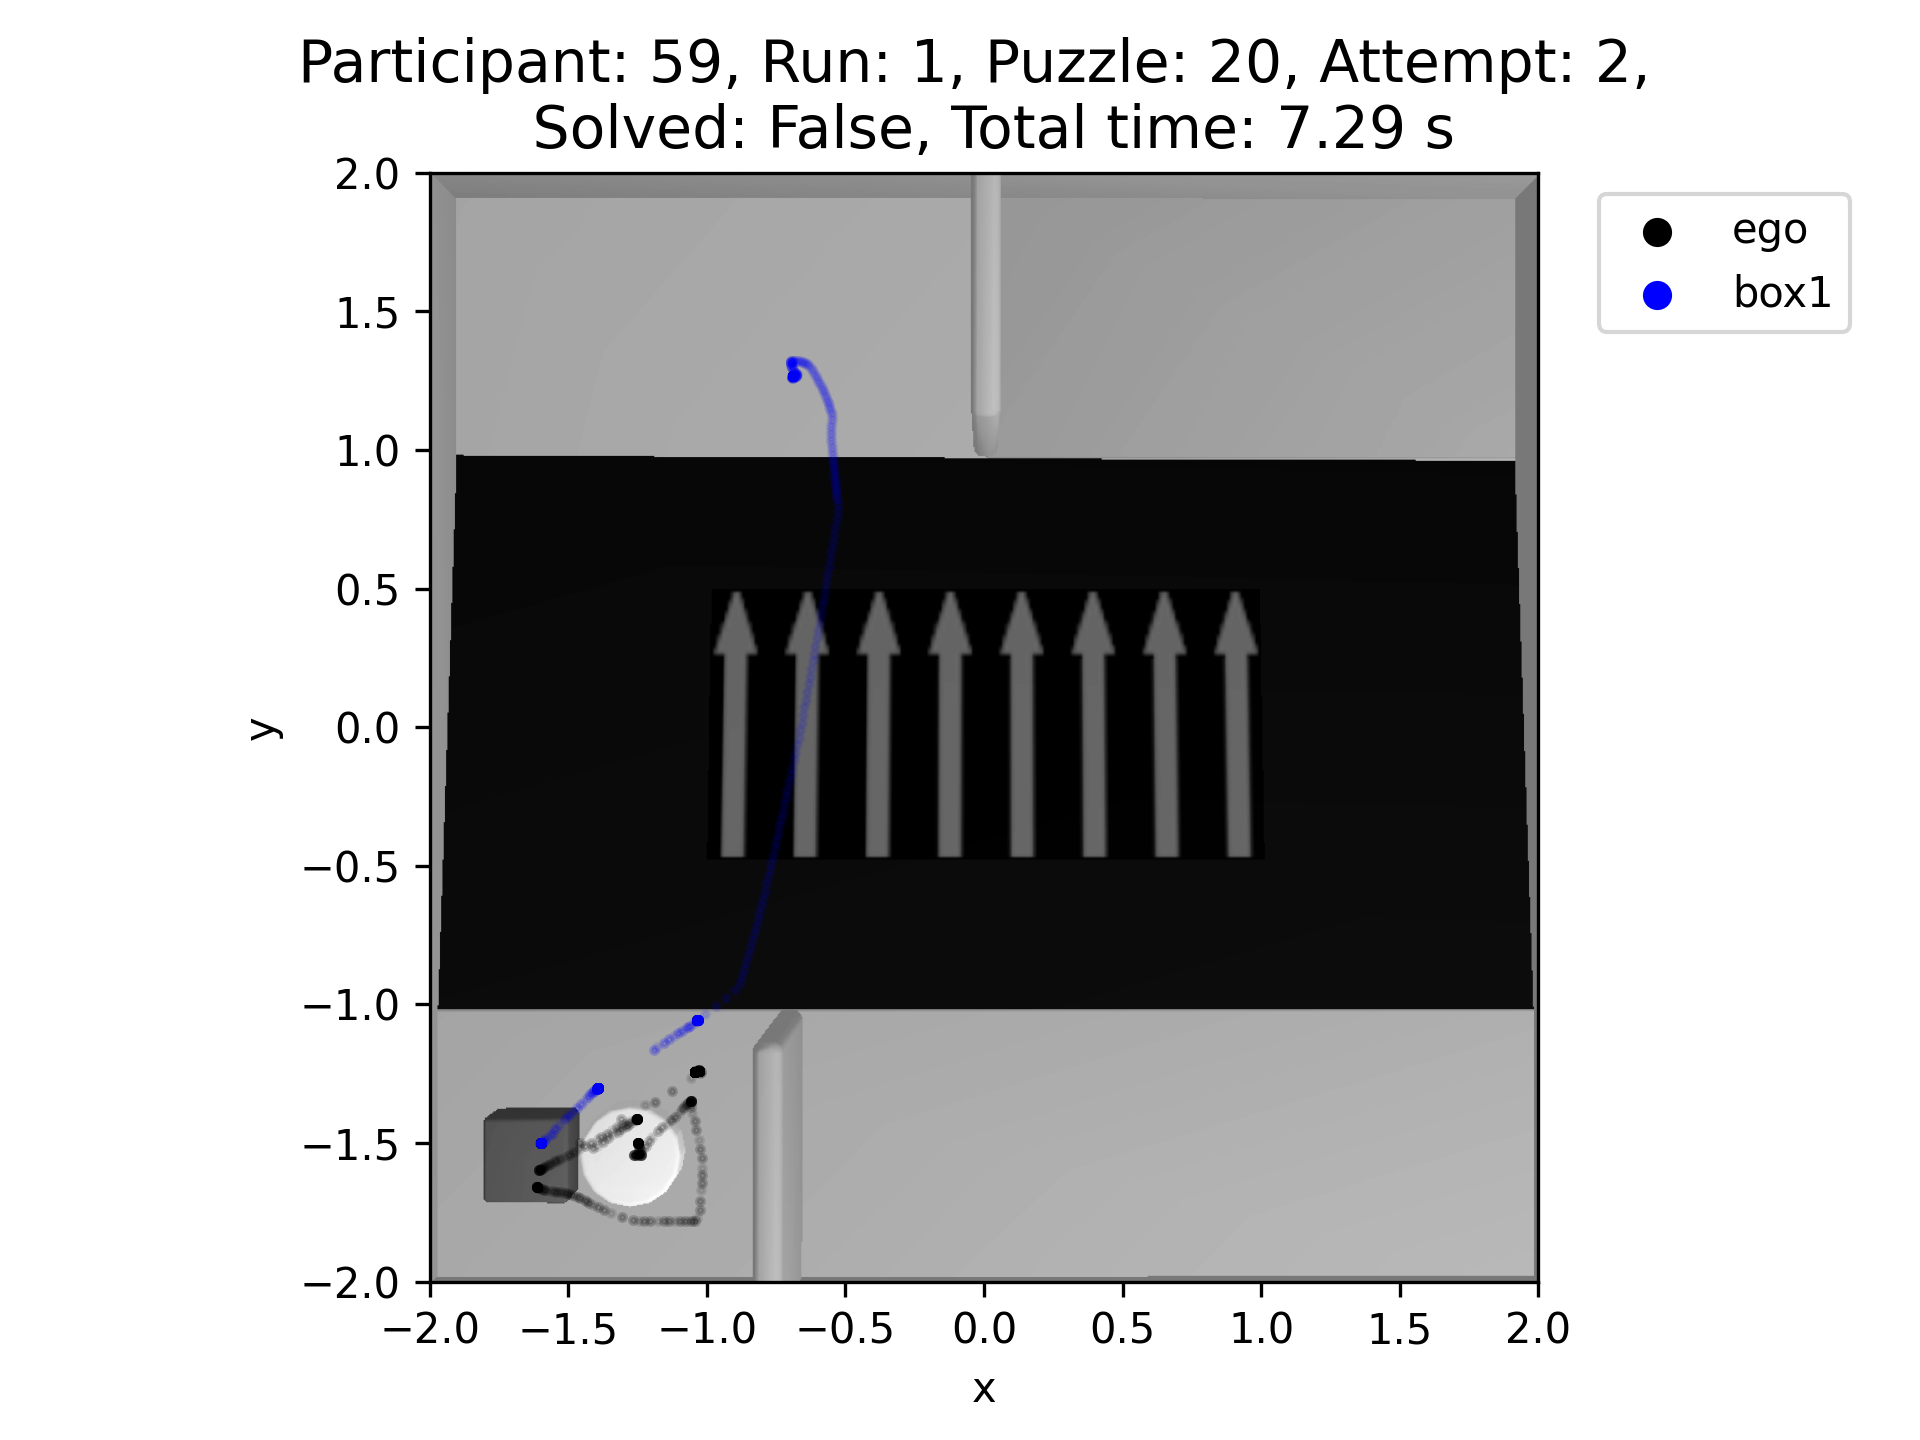 Participant: 59, Run: 1, Puzzle: 20, Attempt: 2,
Solved: False, Total time: 7.29 s
ego
box1
2.0
1.5
1.0
0.5
0.0
−0.5
−1.0
−1.5
−2.0
y
−2.0 −1.5 −1.0 −0.5 0.0 0.5 1.0 1.5 2.0
x